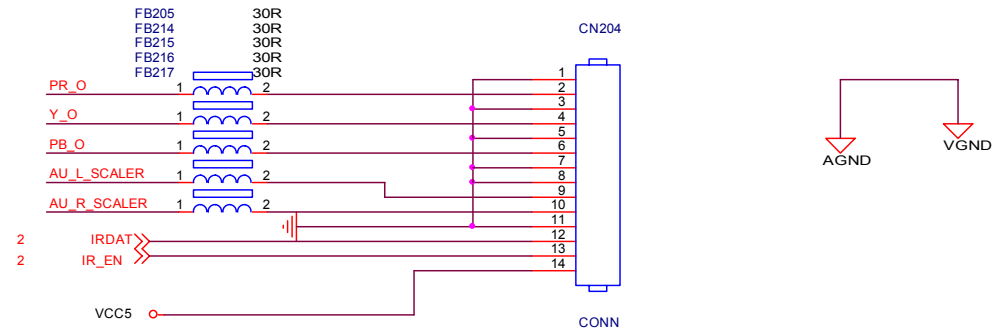 FB205 30R
FB214 30R
FB215 30R
FB216 30R
FB217 30R
CN204
PR_O 1 2
Y_O 1 2
PB_O 1 2
AU_L_SCALER 1 2
AU_R_SCALER 1 2
1
2
3
4
5
6
7
8
9
10
11
12
13
14
2 IRDAT
2 IR_EN
VCC5
CONN
AGND
VGND